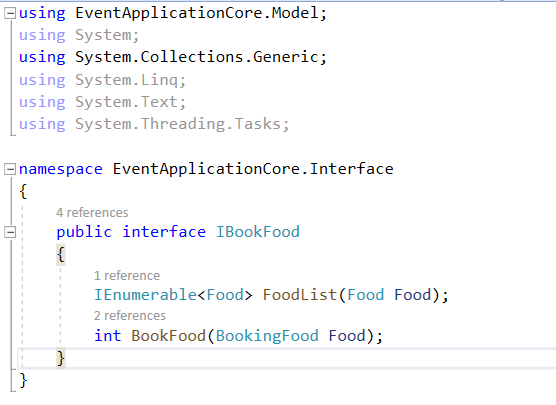 using EventApplicationCore.Model;
using System;
using System.Collections.Generic;
using System.Linq;
using System.Text;
using System.Threading.Tasks;
namespace EventApplicationCore.Interface
{
4 references
public interface IBookFood
{
1 reference
IEnumerable<Food> FoodList(Food Food);
2 references
int BookFood(BookingFood Food);
}
}